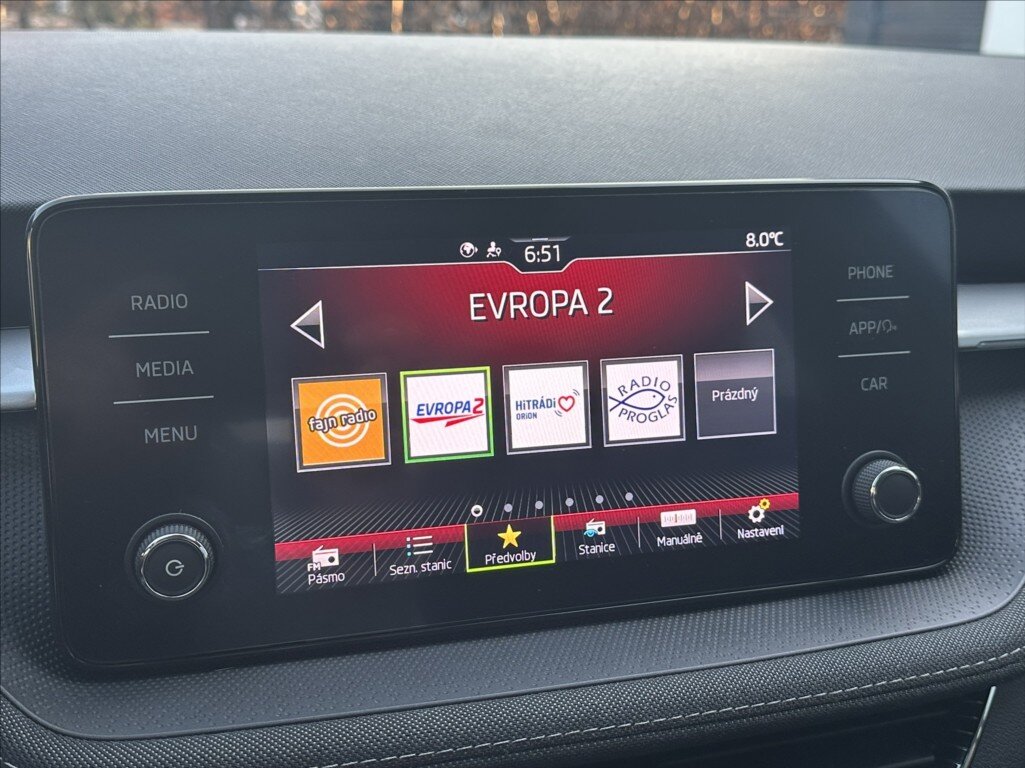 6:51
8.0°C
EVROPA 2
RADIO
MEDIA
MENU
PHONE
APP/
CAR
fajn radio
EVROPA 2
HiTRÁDiO
ORiON
RADIO
PROGLAS
Prázdný
FM
Pásmo
Sezn. stanic
Předvolby
Stanice
Manuálně
Nastavení